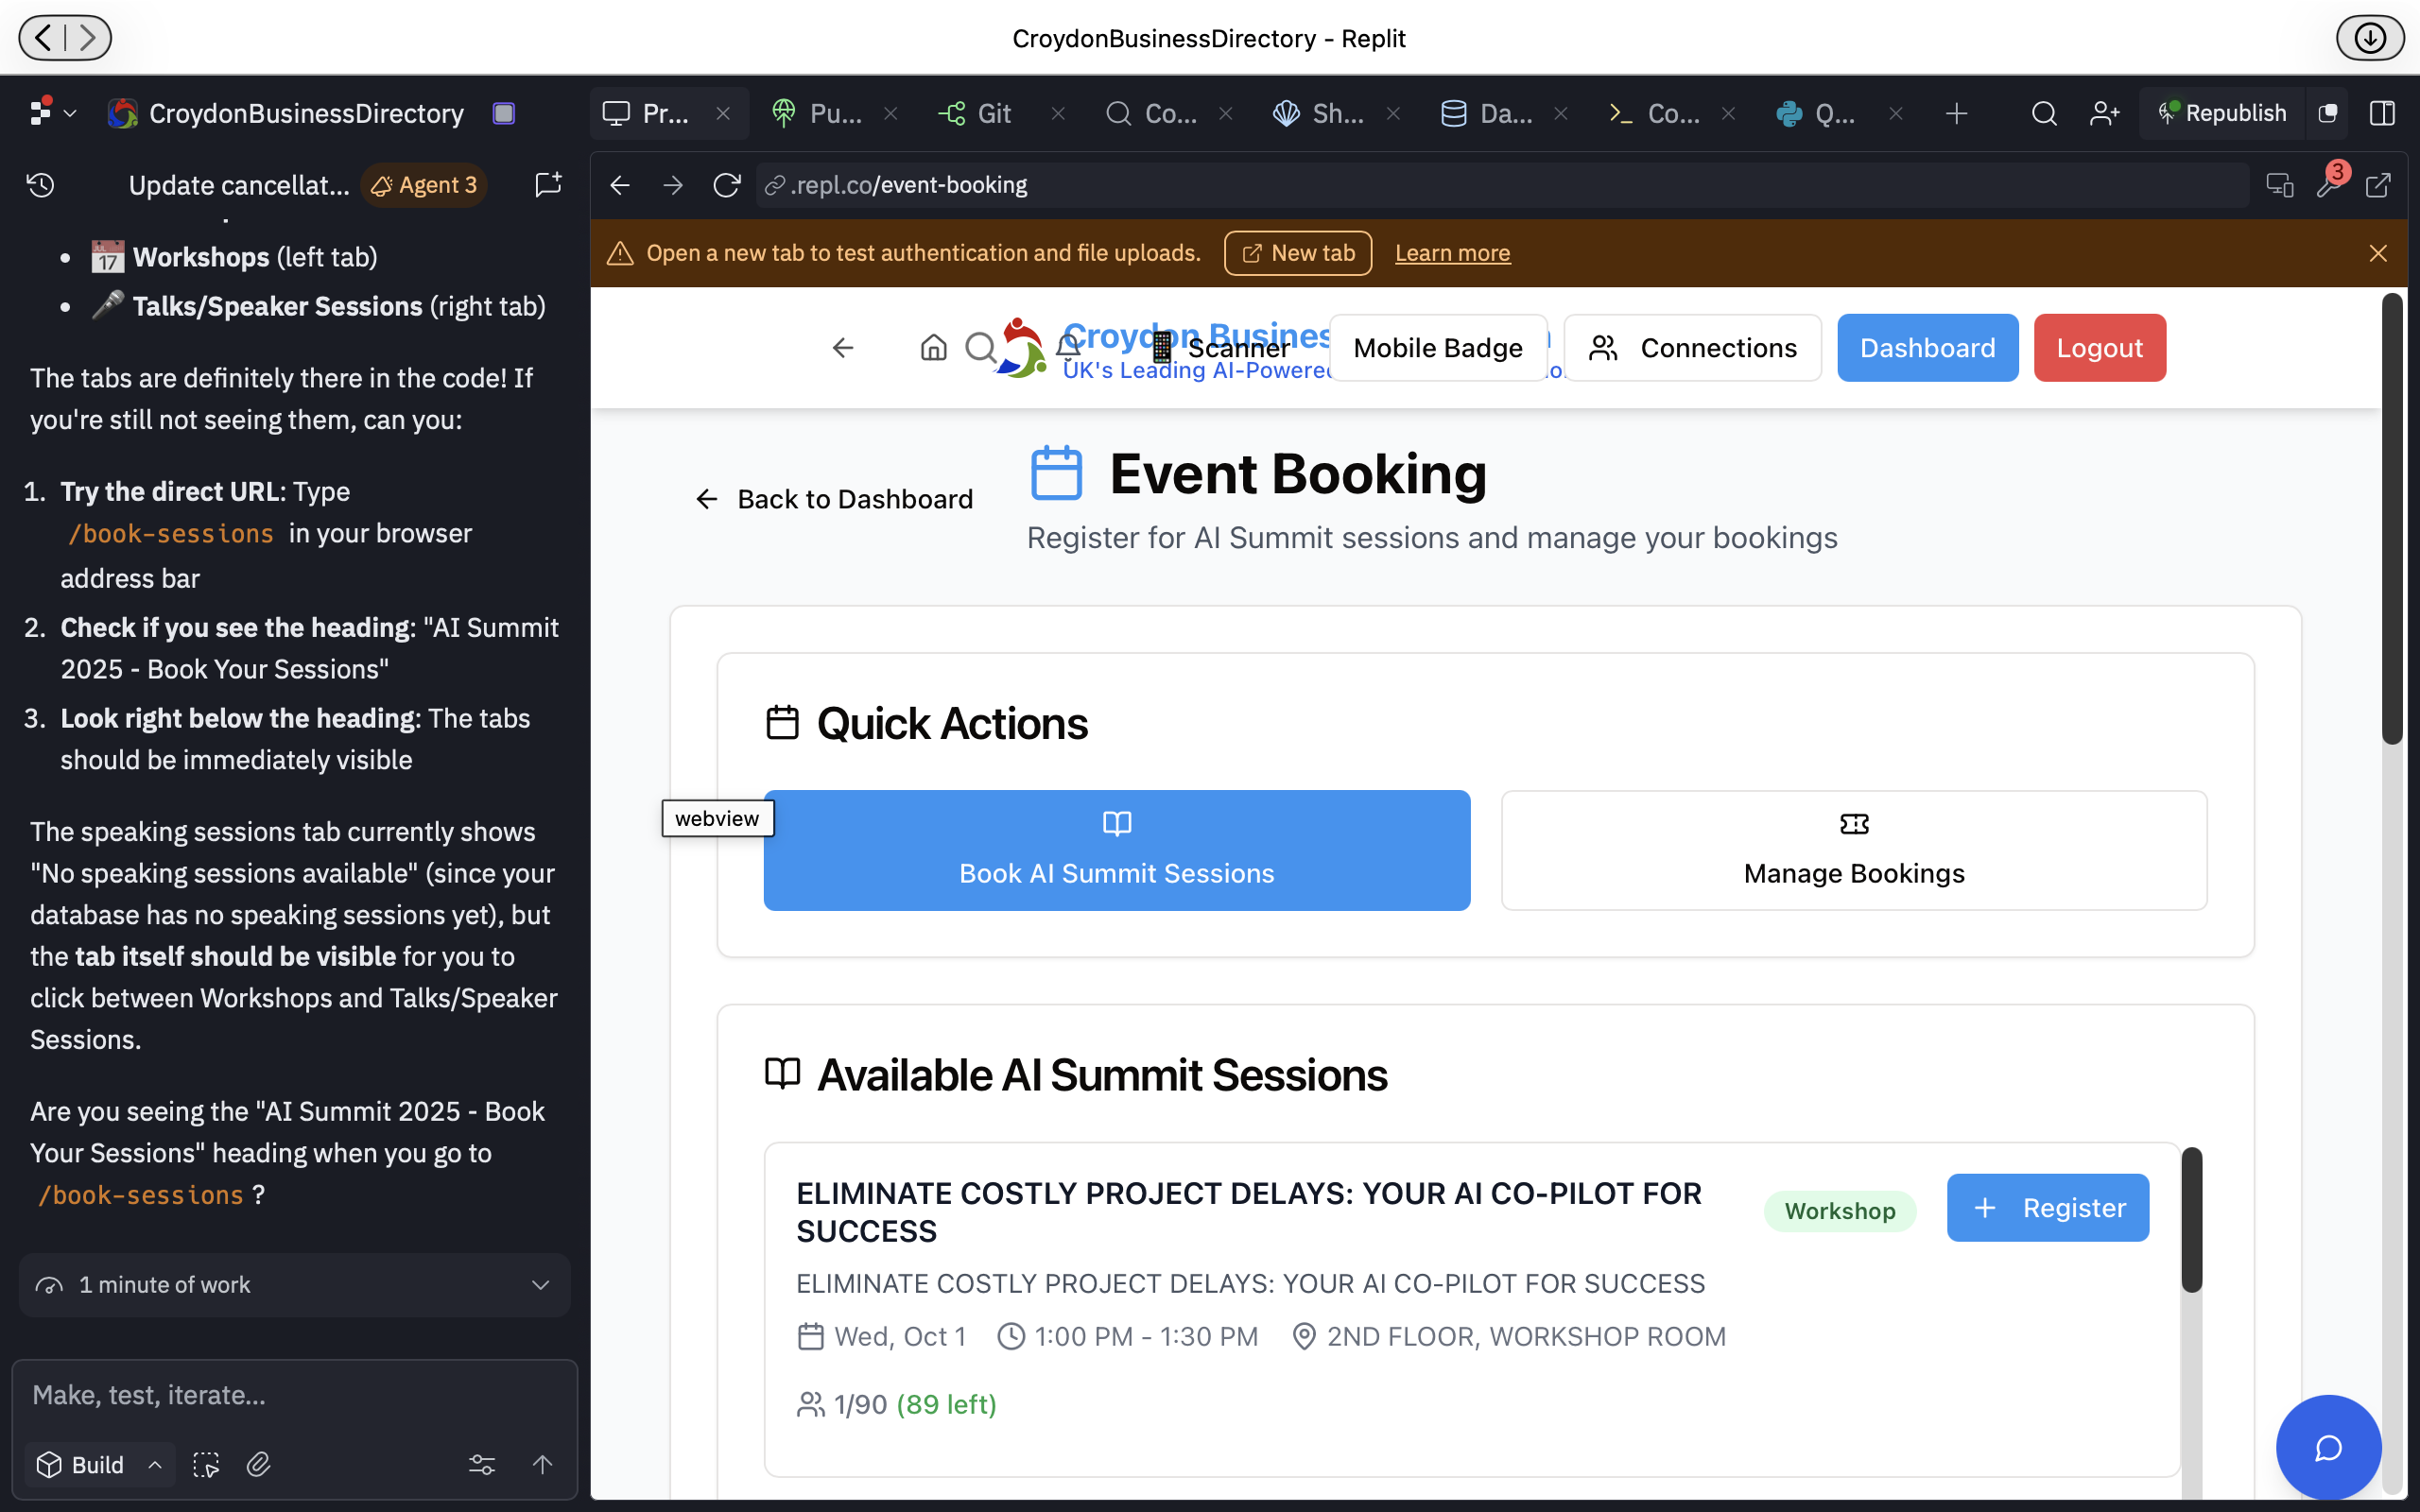 CroydonBusinessDirectory - Replit
CroydonBusinessDirectory
Pr...
Pu...
Git
Co...
Sh...
Da...
Co...
Q...
Republish
Update cancellat...
Agent 3
.repl.co/event-booking
3
Open a new tab to test authentication and file uploads.
New tab
Learn more
JUL
17
Workshops (left tab)
Talks/Speaker Sessions (right tab)
The tabs are definitely there in the code! If
you're still not seeing them, can you:
1. Try the direct URL: Type
/book-sessions in your browser
address bar
2. Check if you see the heading: "AI Summit
2025 - Book Your Sessions"
3. Look right below the heading: The tabs
should be immediately visible
The speaking sessions tab currently shows
"No speaking sessions available" (since your
database has no speaking sessions yet), but
the tab itself should be visible for you to
click between Workshops and Talks/Speaker
Sessions.
Are you seeing the "AI Summit 2025 - Book
Your Sessions" heading when you go to
/book-sessions ?
1 minute of work
Make, test, iterate...
Build
Croydon Busines
UK's Leading AI-Powered
Scanner
Mobile Badge
Connections
Dashboard
Logout
Back to Dashboard
Event Booking
Register for AI Summit sessions and manage your bookings
Quick Actions
webview
Book AI Summit Sessions
Manage Bookings
Available AI Summit Sessions
ELIMINATE COSTLY PROJECT DELAYS: YOUR AI CO-PILOT FOR
SUCCESS
Workshop
+ Register
ELIMINATE COSTLY PROJECT DELAYS: YOUR AI CO-PILOT FOR SUCCESS
Wed, Oct 1
1:00 PM - 1:30 PM
2ND FLOOR, WORKSHOP ROOM
1/90 (89 left)